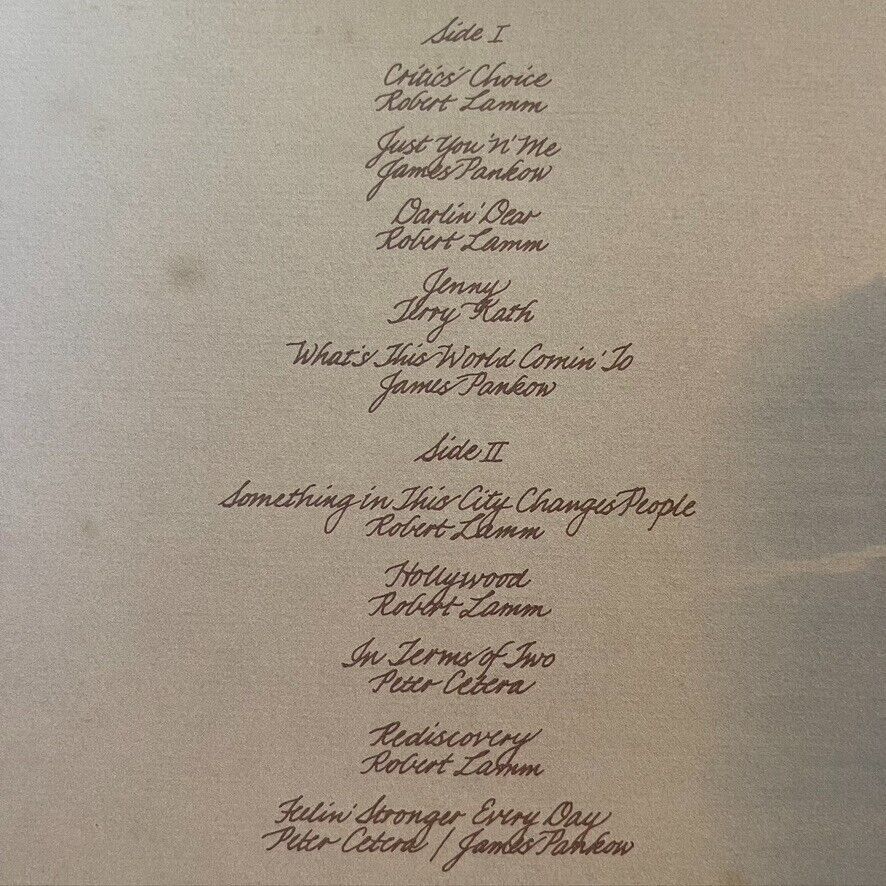 Side I
Critics' Choice
Robert Lamm
Just You 'n' Me
James Pankow
Darlin' Dear
Robert Lamm
Jenny
Terry Kath
What's This World Comin' To
James Pankow
Side II
Something in This City Changes People
Robert Lamm
Hollywood
Robert Lamm
In Terms of Two
Peter Cetera
Rediscovery
Robert Lamm
Feelin' Stronger Every Day
Peter Cetera / James Pankow